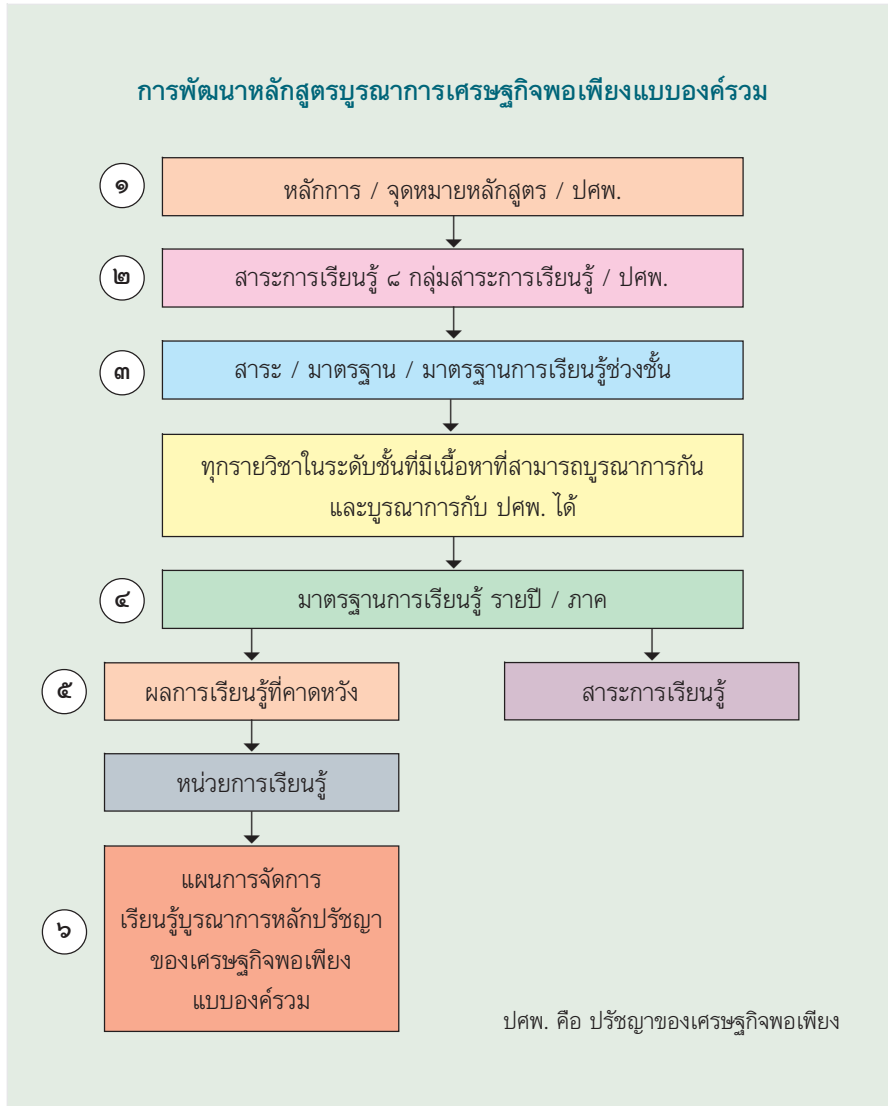 การพัฒนาหลักสูตรบูรณาการเศรษฐกิจพอเพียงแบบองค์รวม
๑
หลักการ / จุดหมายหลักสูตร / ปศพ.
๒
สาระการเรียนรู้ ๘ กลุ่มสาระการเรียนรู้ / ปศพ.
๓
สาระ / มาตรฐาน / มาตรฐานการเรียนรู้ช่วงชั้น
ทุกรายวิชาในระดับชั้นที่มีเนื้อหาที่สามารถบูรณาการกัน
และบูรณาการกับ ปศพ. ได้
๔
มาตรฐานการเรียนรู้ รายปี / ภาค
๕
ผลการเรียนรู้ที่คาดหวัง
สาระการเรียนรู้
หน่วยการเรียนรู้
๖
แผนการจัดการ
เรียนรู้บูรณาการหลักปรัชญา
ของเศรษฐกิจพอเพียง
แบบองค์รวม
ปศพ. คือ ปรัชญาของเศรษฐกิจพอเพียง